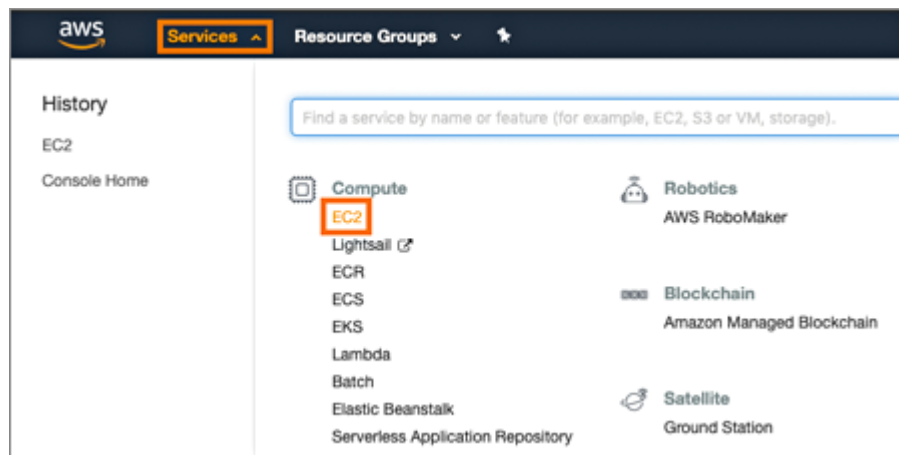 aws Services Resource Groups
History
EC2
Console Home
Find a service by name or feature (for example, EC2, S3 or VM, storage).
Compute
EC2
Lightsail
ECR
ECS
EKS
Lambda
Batch
Elastic Beanstalk
Serverless Application Repository
Robotics
AWS RoboMaker
Blockchain
Amazon Managed Blockchain
Satellite
Ground Station